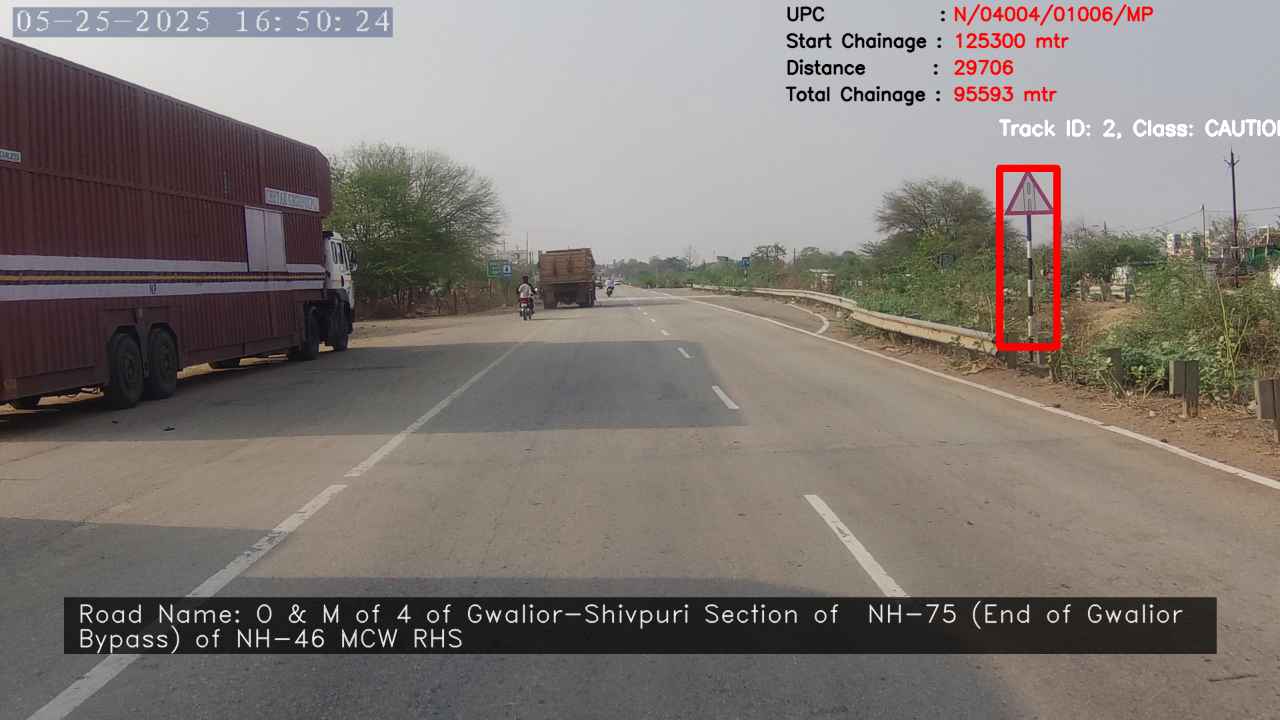 05-25-2025 16:50:24
UPC : N/04004/01006/MP
Start Chainage : 125300 mtr
Distance : 29706
Total Chainage : 95593 mtr
Track ID: 2, Class: CAUTIO
Road Name: O & M of 4 of Gwalior-Shivpuri Section of NH-75 (End of Gwalior
Bypass) of NH-46 MCW RHS